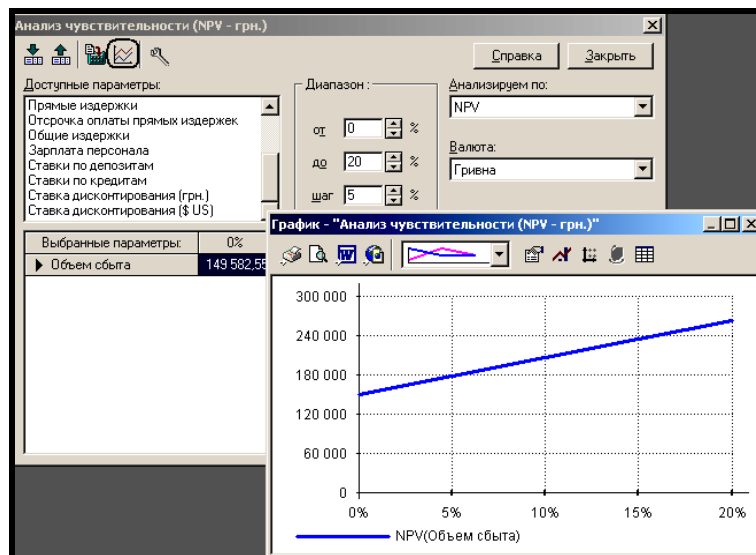 Анализ чувствительности (NPV - грн.)
Справка
Закрыть
Доступные параметры:
Прямые издержки
Отсрочка оплаты прямых издержек
Общие издержки
Зарплата персонала
Ставки по депозитам
Ставки по кредитам
Ставка дисконтирования (грн.)
Ставка дисконтирования ($ US)
Диапазон :
от 0 %
до 20 %
шаг 5 %
Анализируем по:
NPV
Валюта:
Гривна
Выбранные параметры: 0%
Объем сбыта 149 582,55
График - "Анализ чувствительности (NPV - грн.)"
300 000
240 000
180 000
120 000
60 000
0
0% 5% 10% 15% 20%
NPV(Объем сбыта)